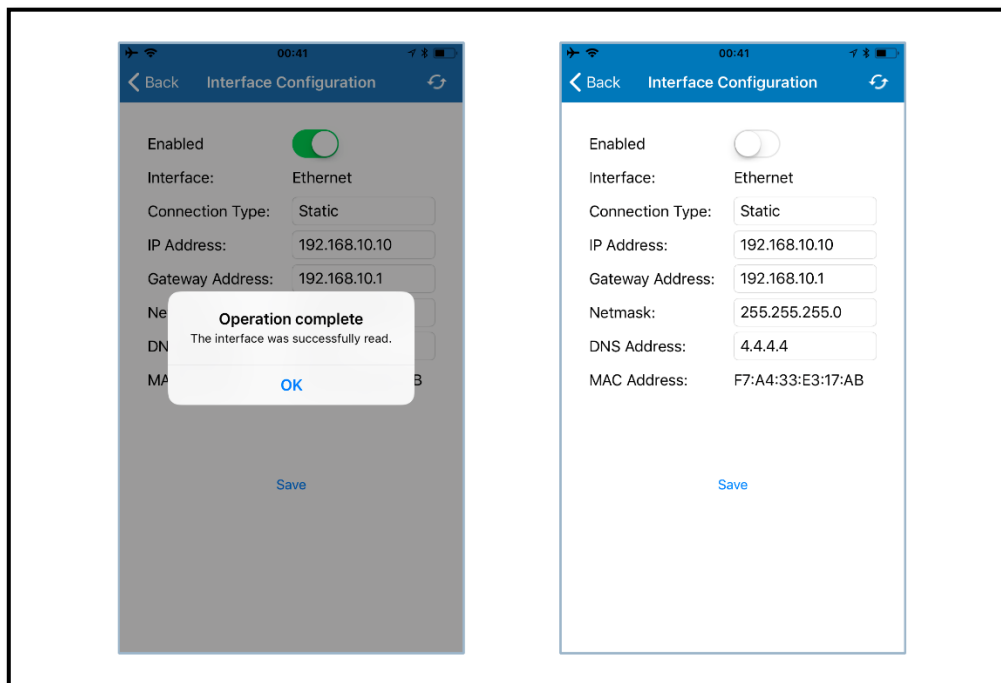 00:41
Back Interface Configuration
Enabled
Interface: Ethernet
Connection Type: Static
IP Address: 192.168.10.10
Gateway Address: 192.168.10.1
Ne
Operation complete
The interface was successfully read.
DN
MA B
OK
Save
00:41
Back Interface Configuration
Enabled
Interface: Ethernet
Connection Type: Static
IP Address: 192.168.10.10
Gateway Address: 192.168.10.1
Netmask: 255.255.255.0
DNS Address: 4.4.4.4
MAC Address: F7:A4:33:E3:17:AB
Save